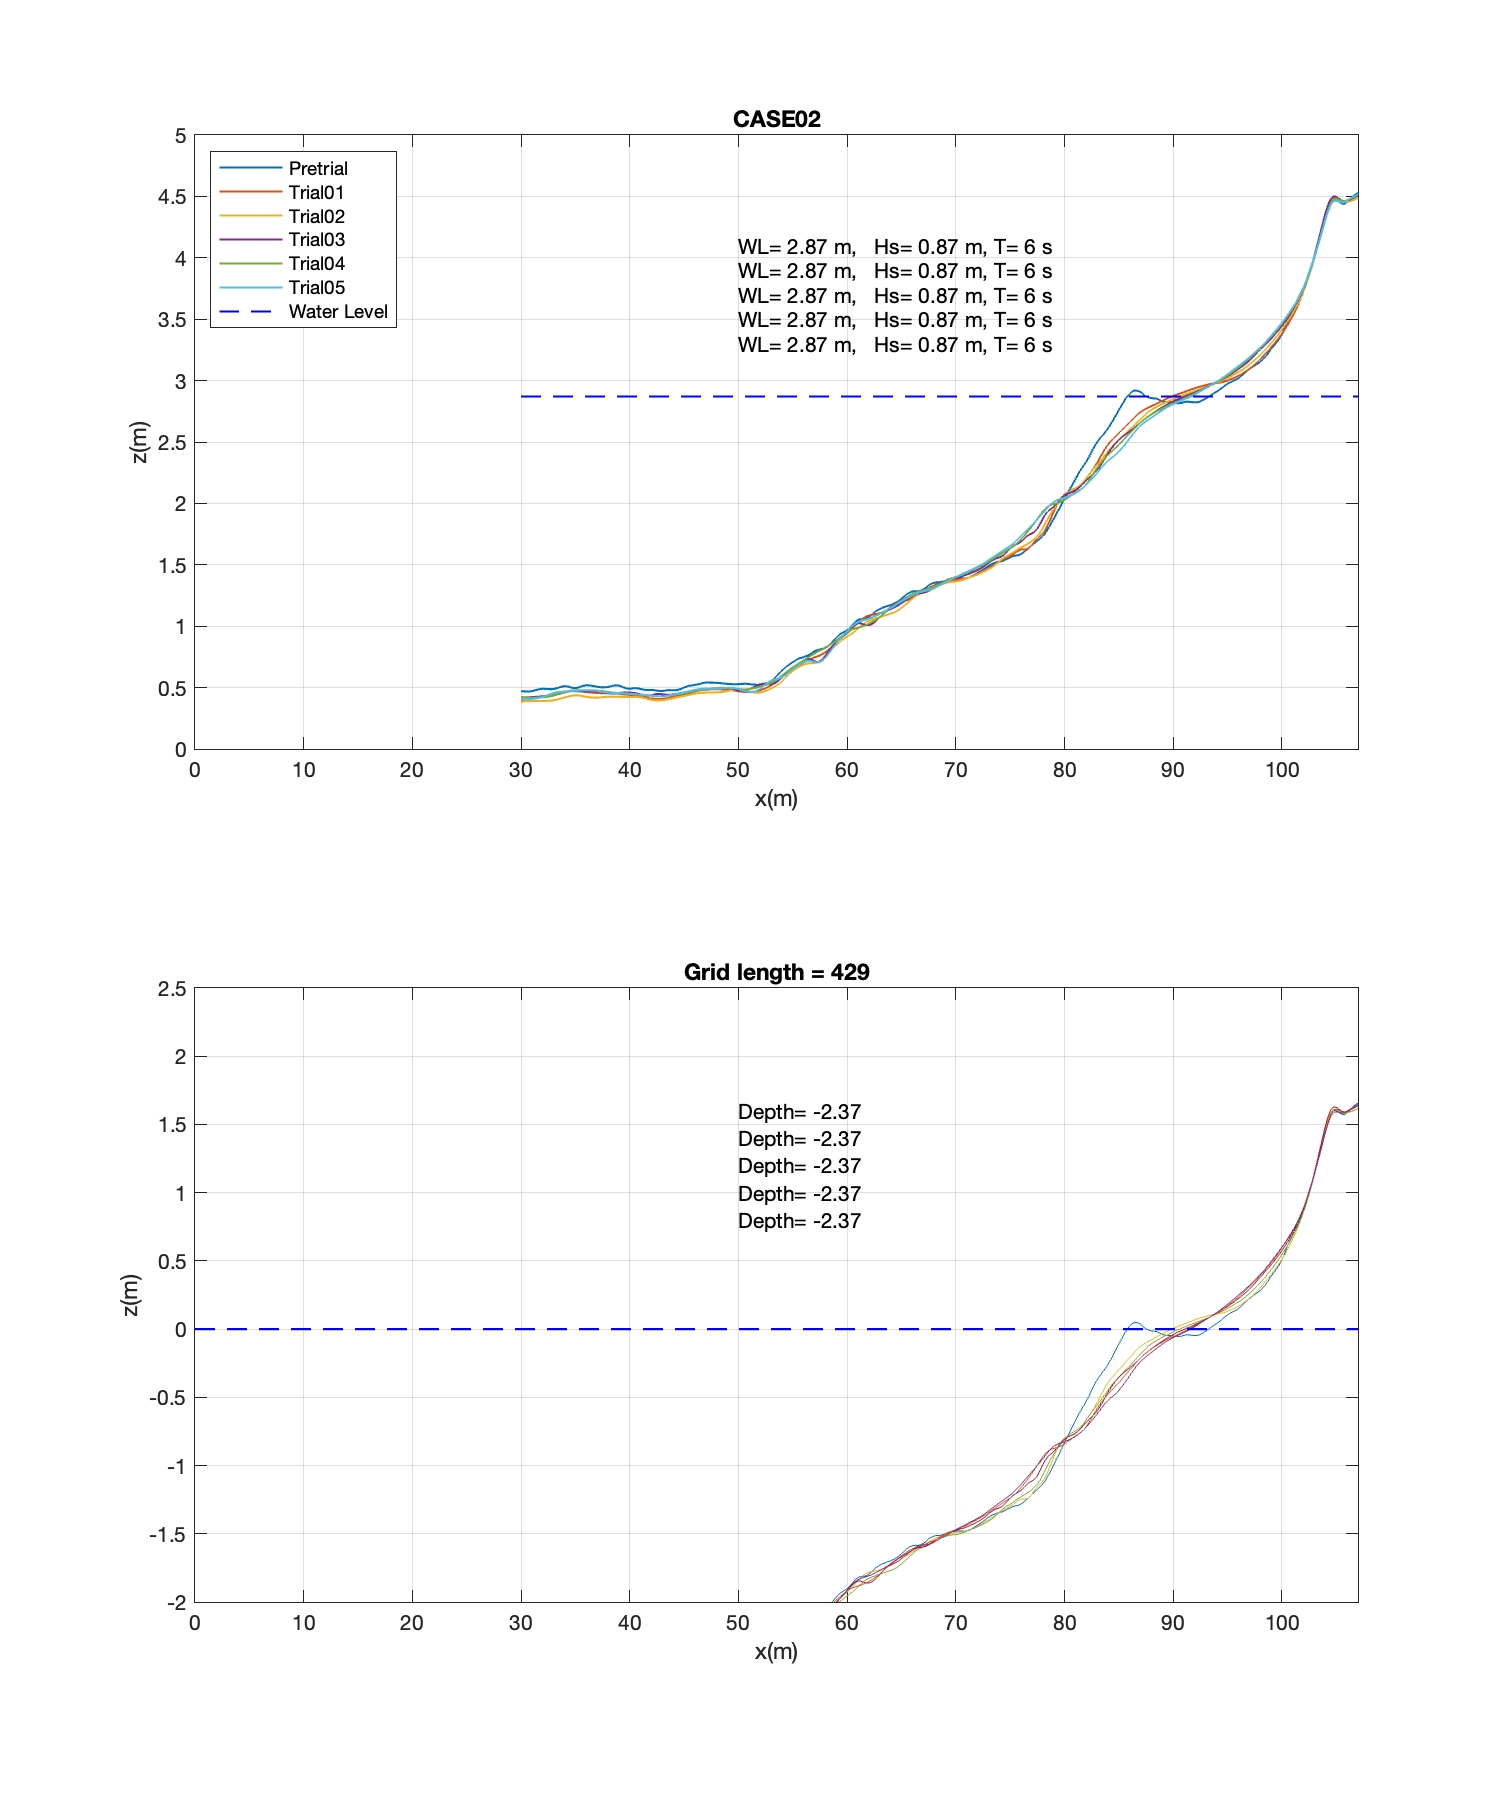 CASE02
5
4.5
4
3.5
3
2.5
2
1.5
1
0.5
0
z(m)
Pretrial
Trial01
Trial02
Trial03
Trial04
Trial05
Water Level
WL= 2.87 m, Hs= 0.87 m, T= 6 s
WL= 2.87 m, Hs= 0.87 m, T= 6 s
WL= 2.87 m, Hs= 0.87 m, T= 6 s
WL= 2.87 m, Hs= 0.87 m, T= 6 s
WL= 2.87 m, Hs= 0.87 m, T= 6 s
0 10 20 30 40 50 60 70 80 90 100
x(m)
Grid length = 429
2.5
2
1.5
1
0.5
0
-0.5
-1
-1.5
-2
z(m)
Depth= -2.37
Depth= -2.37
Depth= -2.37
Depth= -2.37
Depth= -2.37
0 10 20 30 40 50 60 70 80 90 100
x(m)